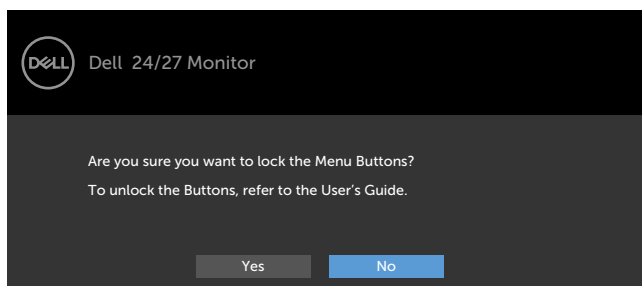 DELL
Dell 24/27 Monitor
Are you sure you want to lock the Menu Buttons?
To unlock the Buttons, refer to the User’s Guide.
Yes
No